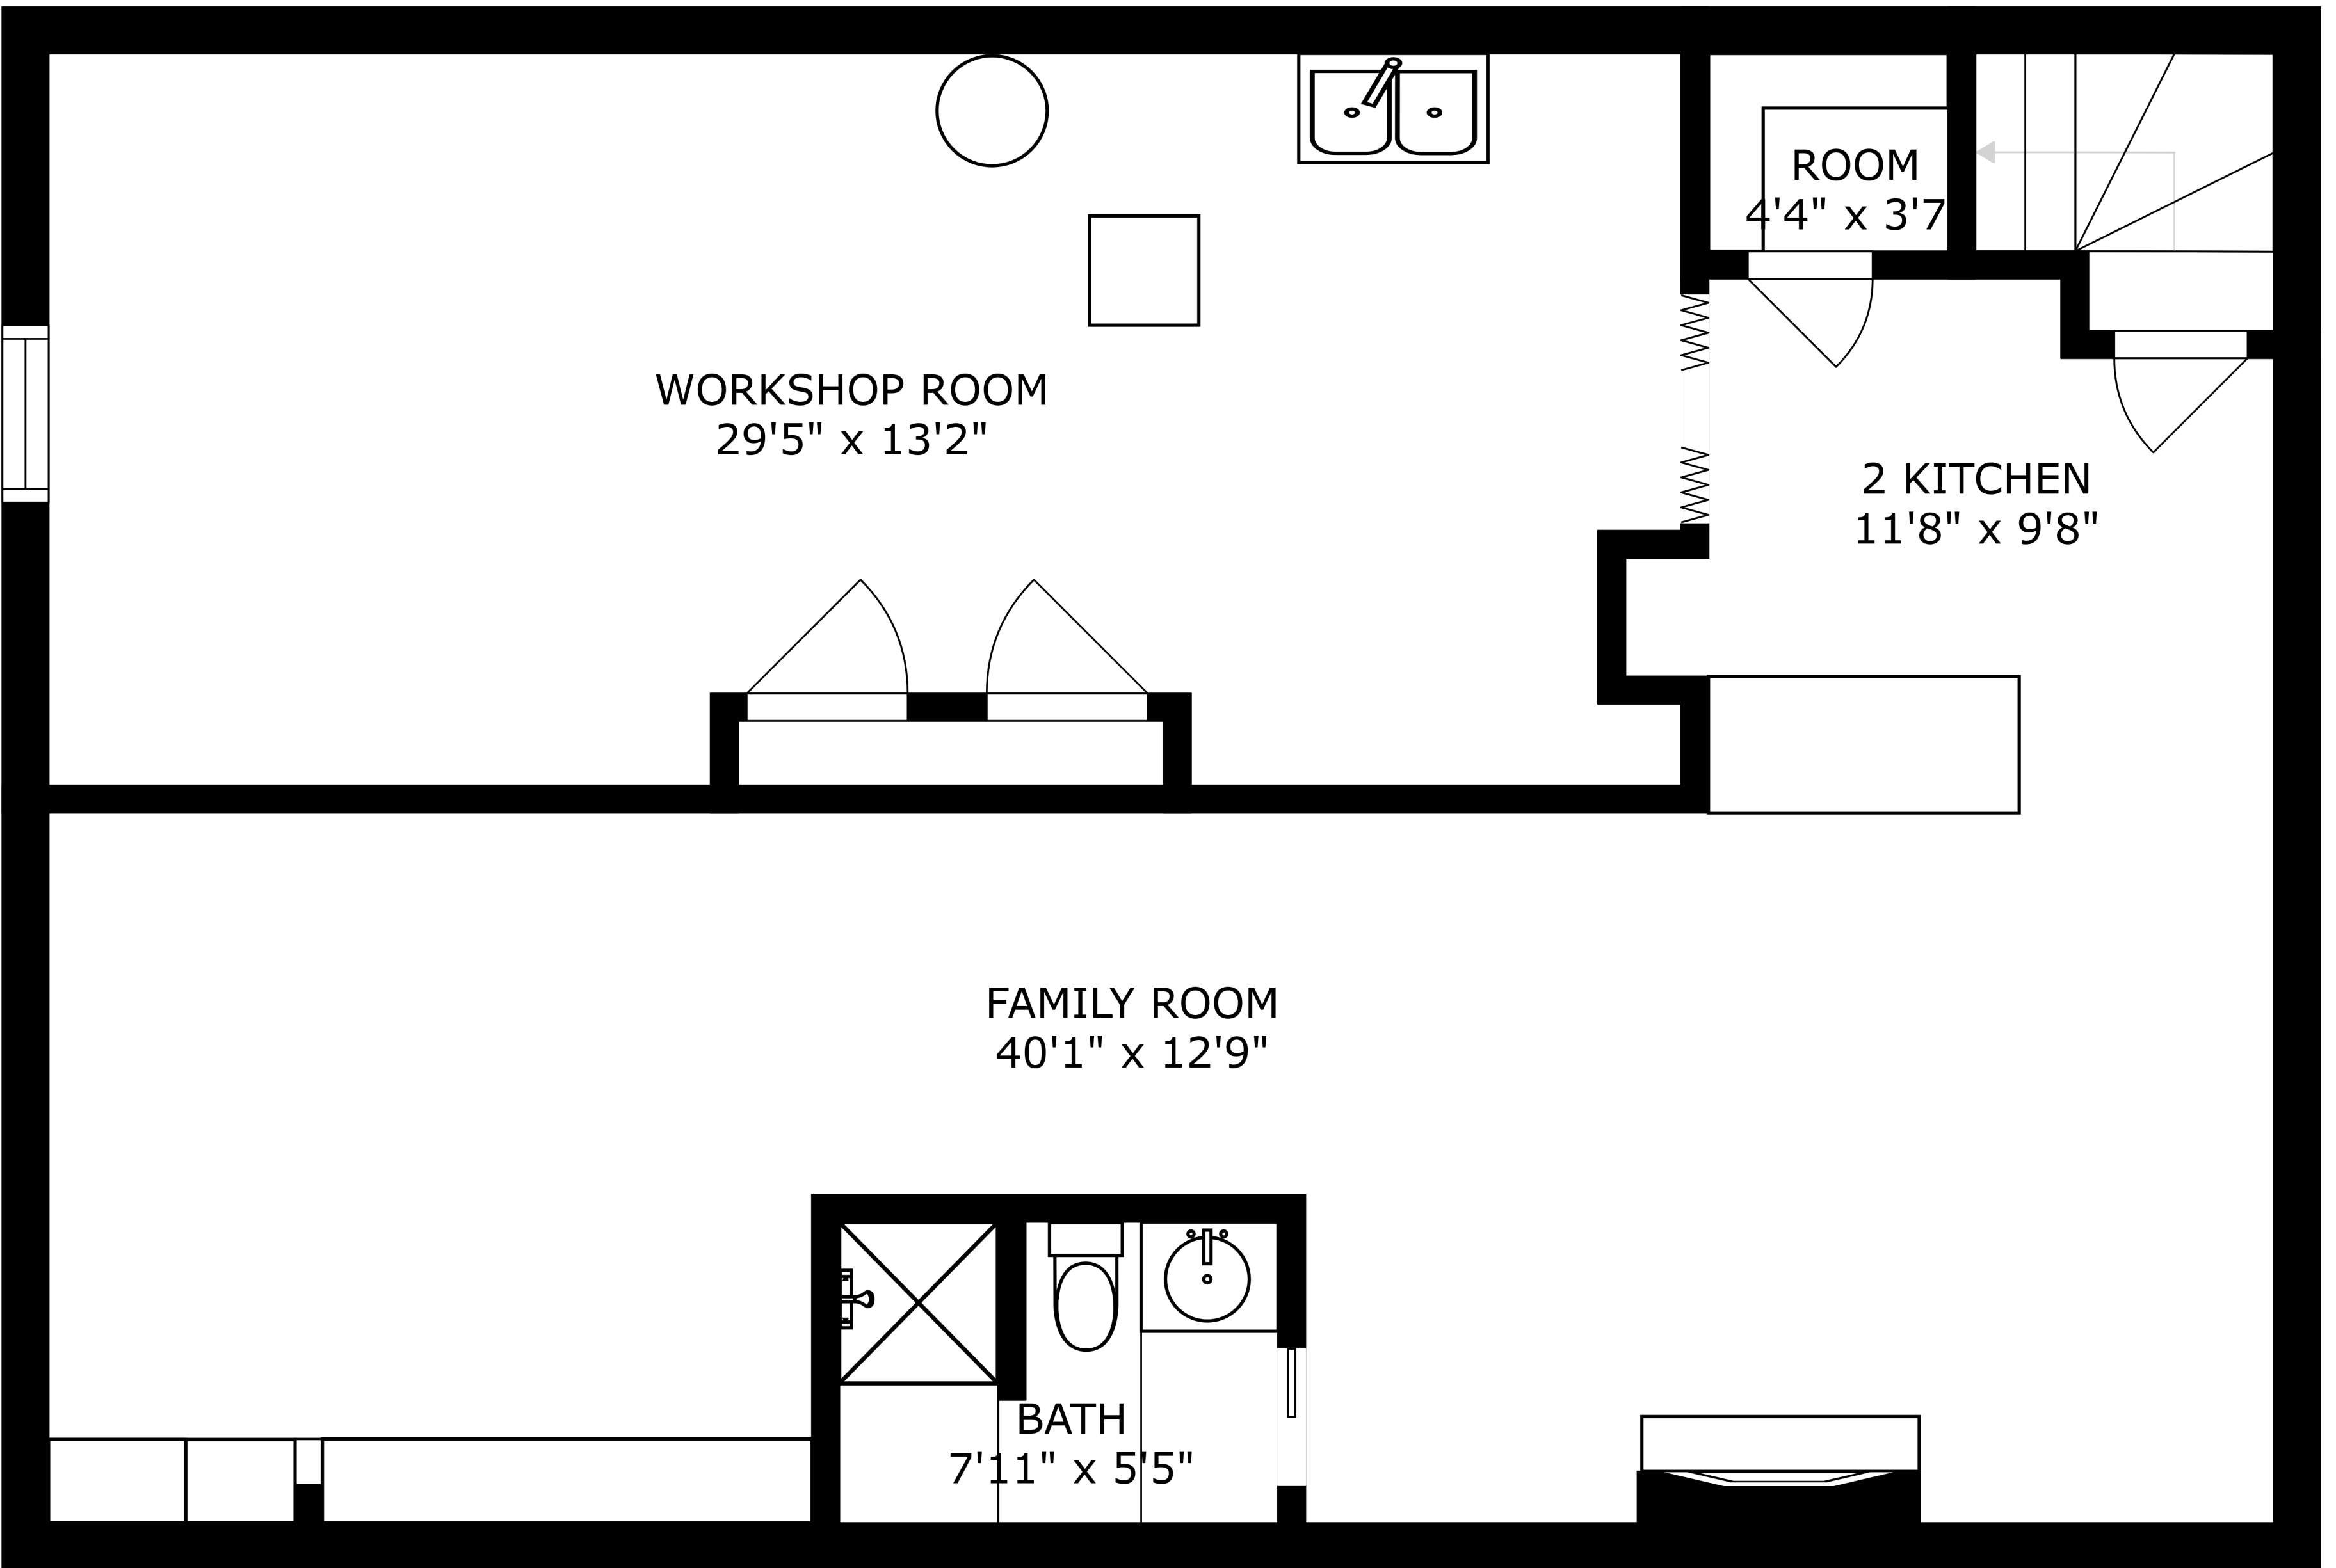 ROOM
4'4" x 3'7
WORKSHOP ROOM
29'5" x 13'2"
2 KITCHEN
11'8" x 9'8"
FAMILY ROOM
40'1" x 12'9"
BATH
7'11" x 5'5"